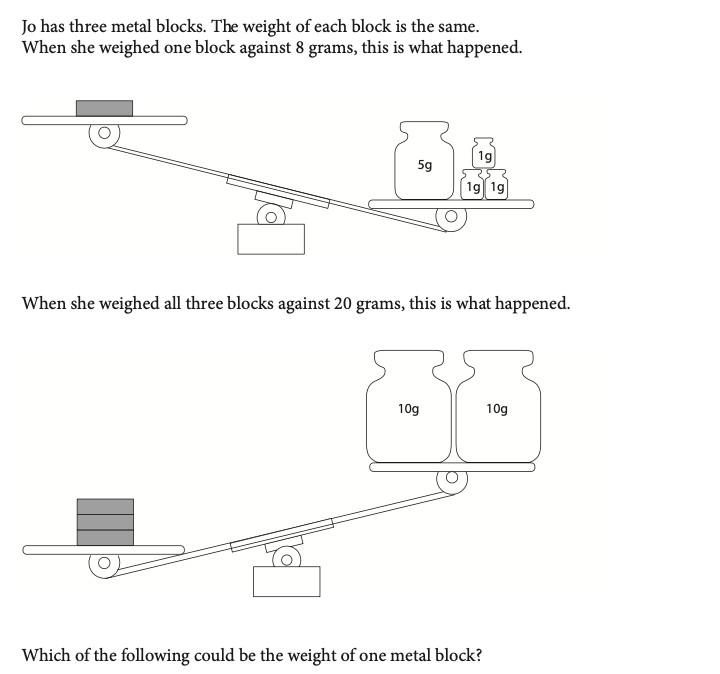 Jo has three metal blocks. The weight of each block is the same.
When she weighed one block against 8 grams, this is what happened.
5g
1g
1g 1g
When she weighed all three blocks against 20 grams, this is what happened.
10g 10g
Which of the following could be the weight of one metal block?